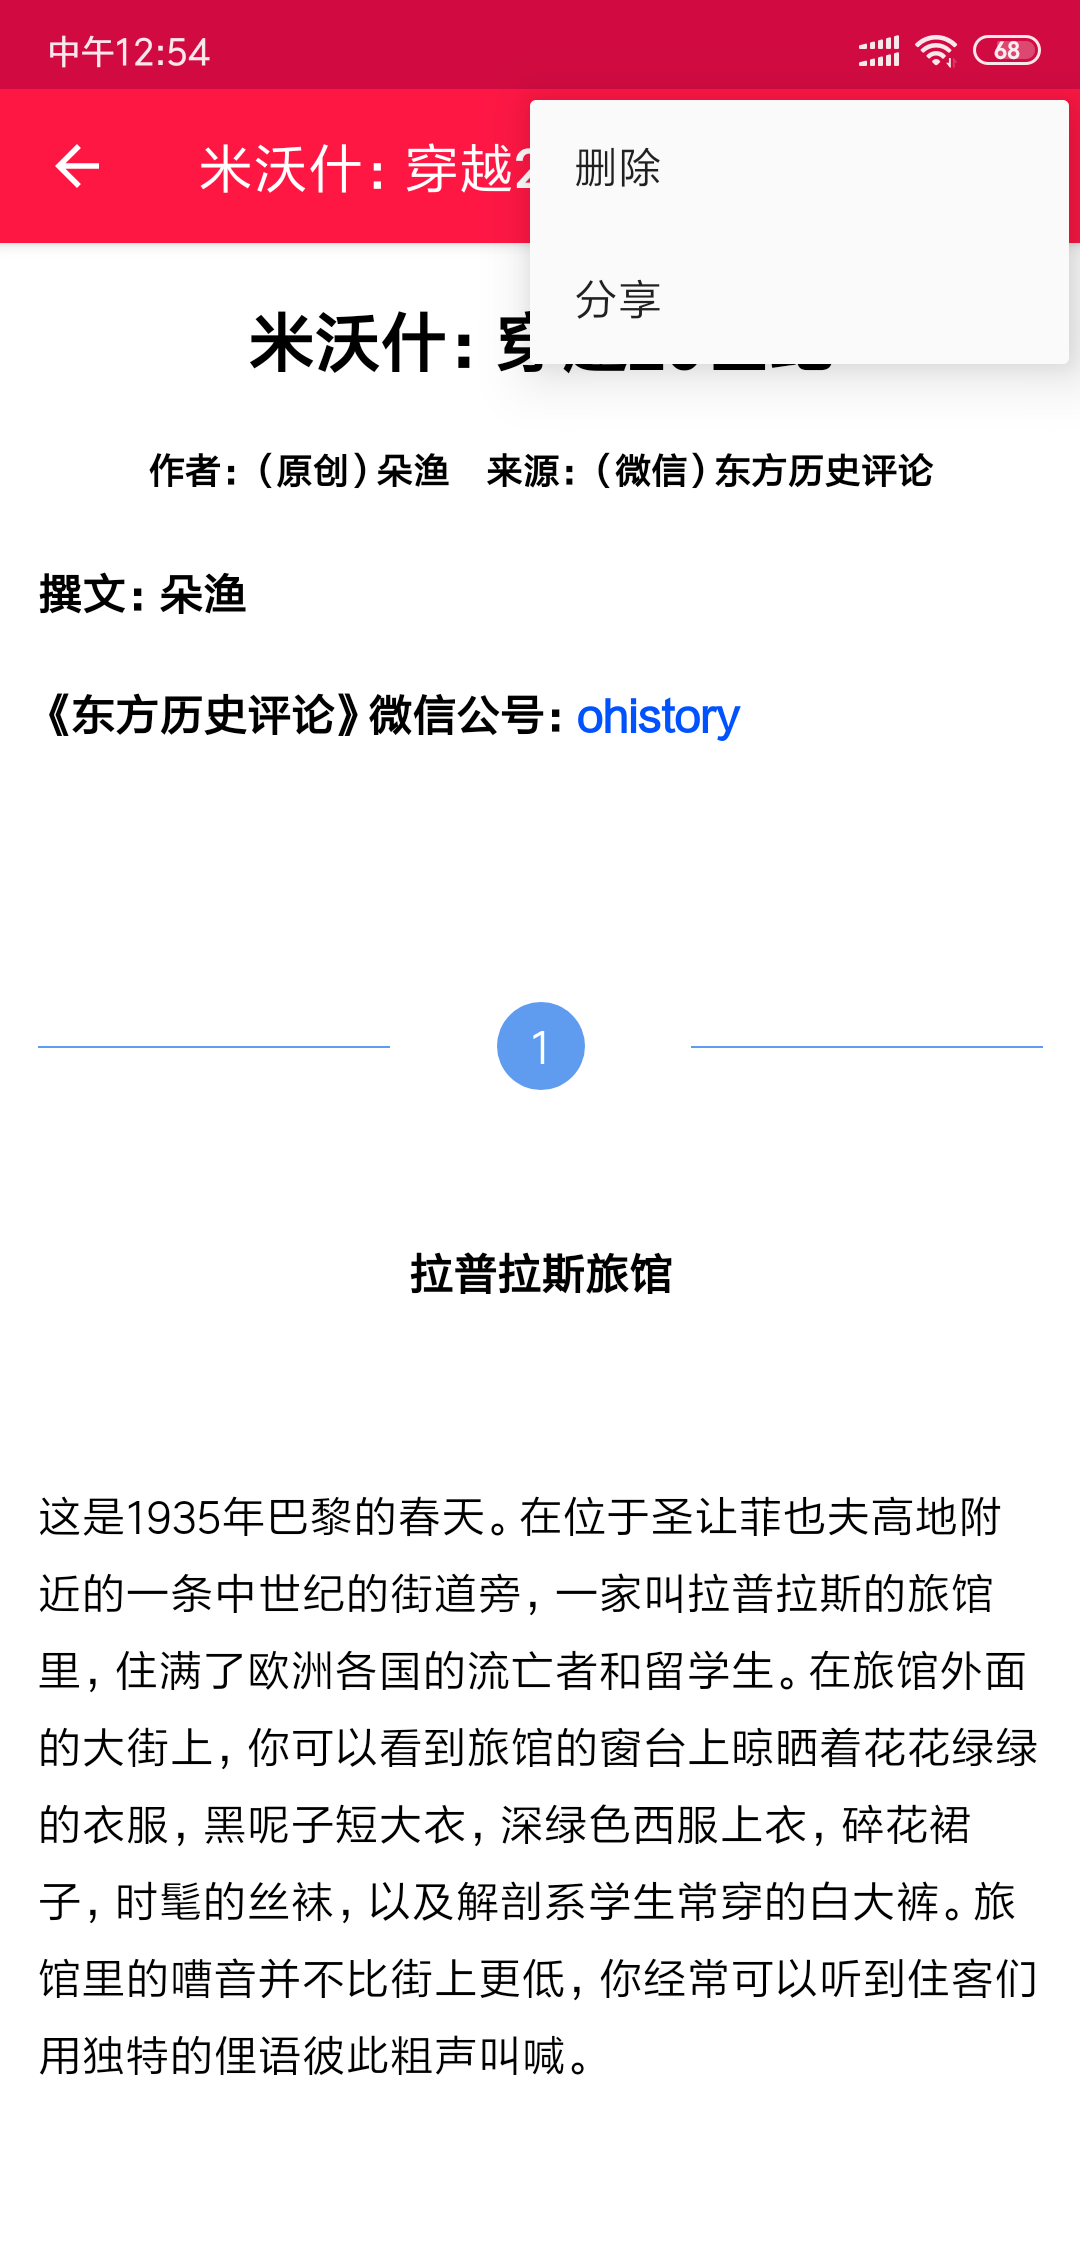 中午12:54
68
米沃什：穿越2
删除
分享
米沃什：穿越20世纪
作者：（原创）朵渔　来源：（微信）东方历史评论
撰文：朵渔
《东方历史评论》微信公号：ohistory
1
拉普拉斯旅馆
这是1935年巴黎的春天。在位于圣让菲也夫高地附
近的一条中世纪的街道旁，一家叫拉普拉斯的旅馆
里，住满了欧洲各国的流亡者和留学生。在旅馆外面
的大街上，你可以看到旅馆的窗台上晾晒着花花绿绿
的衣服，黑呢子短大衣，深绿色西服上衣，碎花裙
子，时髦的丝袜，以及解剖系学生常穿的白大裤。旅
馆里的嘈音并不比街上更低，你经常可以听到住客们
用独特的俚语彼此粗声叫喊。